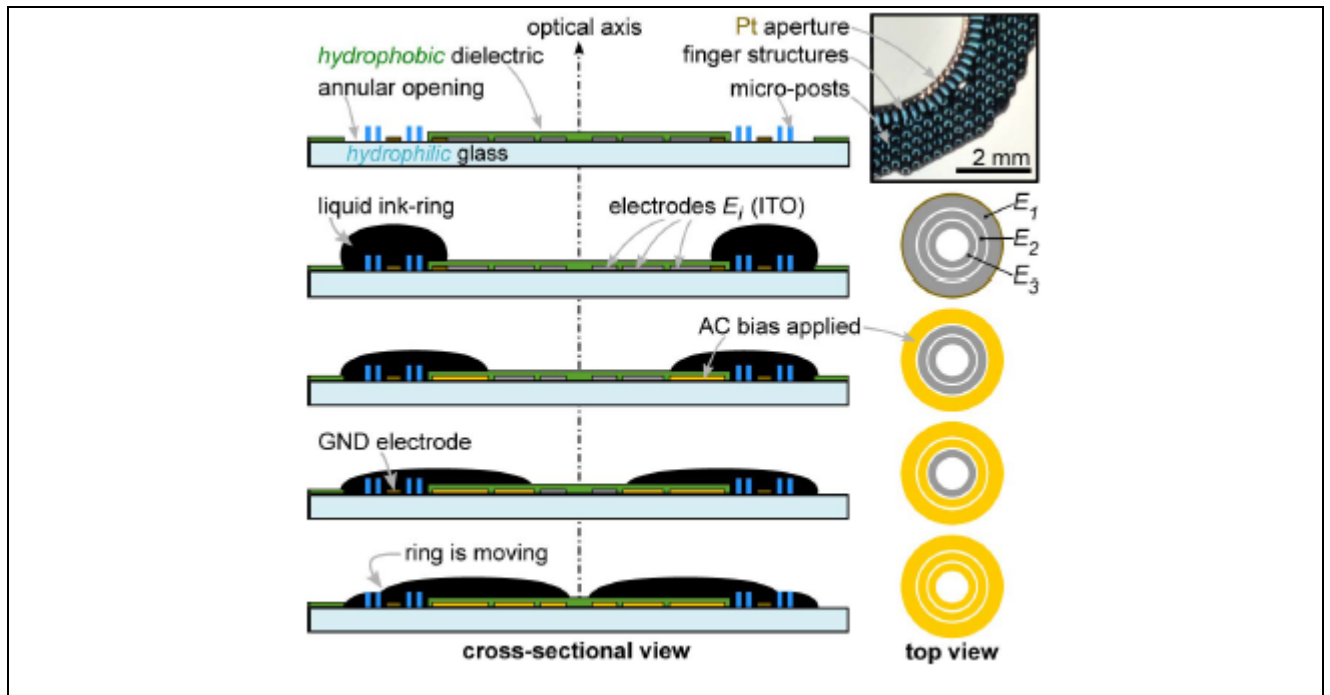 optical axis
hydrophobic dielectric
annular opening
hydrophilic glass
Pt aperture
finger structures
micro-posts
2 mm
liquid ink-ring
electrodes Ei (ITO)
E1
E2
E3
AC bias applied
GND electrode
ring is moving
cross-sectional view
top view